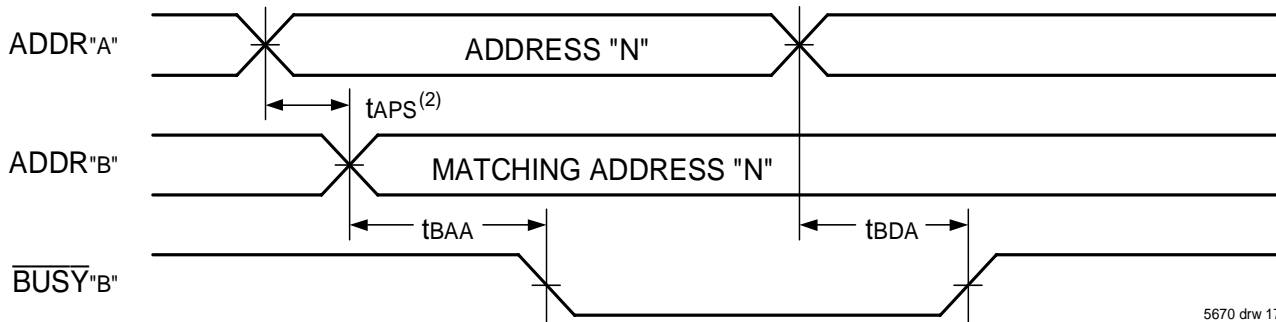 ADDR"A"
ADDRESS "N"
tAPS(2)
ADDR"B"
MATCHING ADDRESS "N"
tBAA
tBDA
BUSY"B"
5670 drw 17